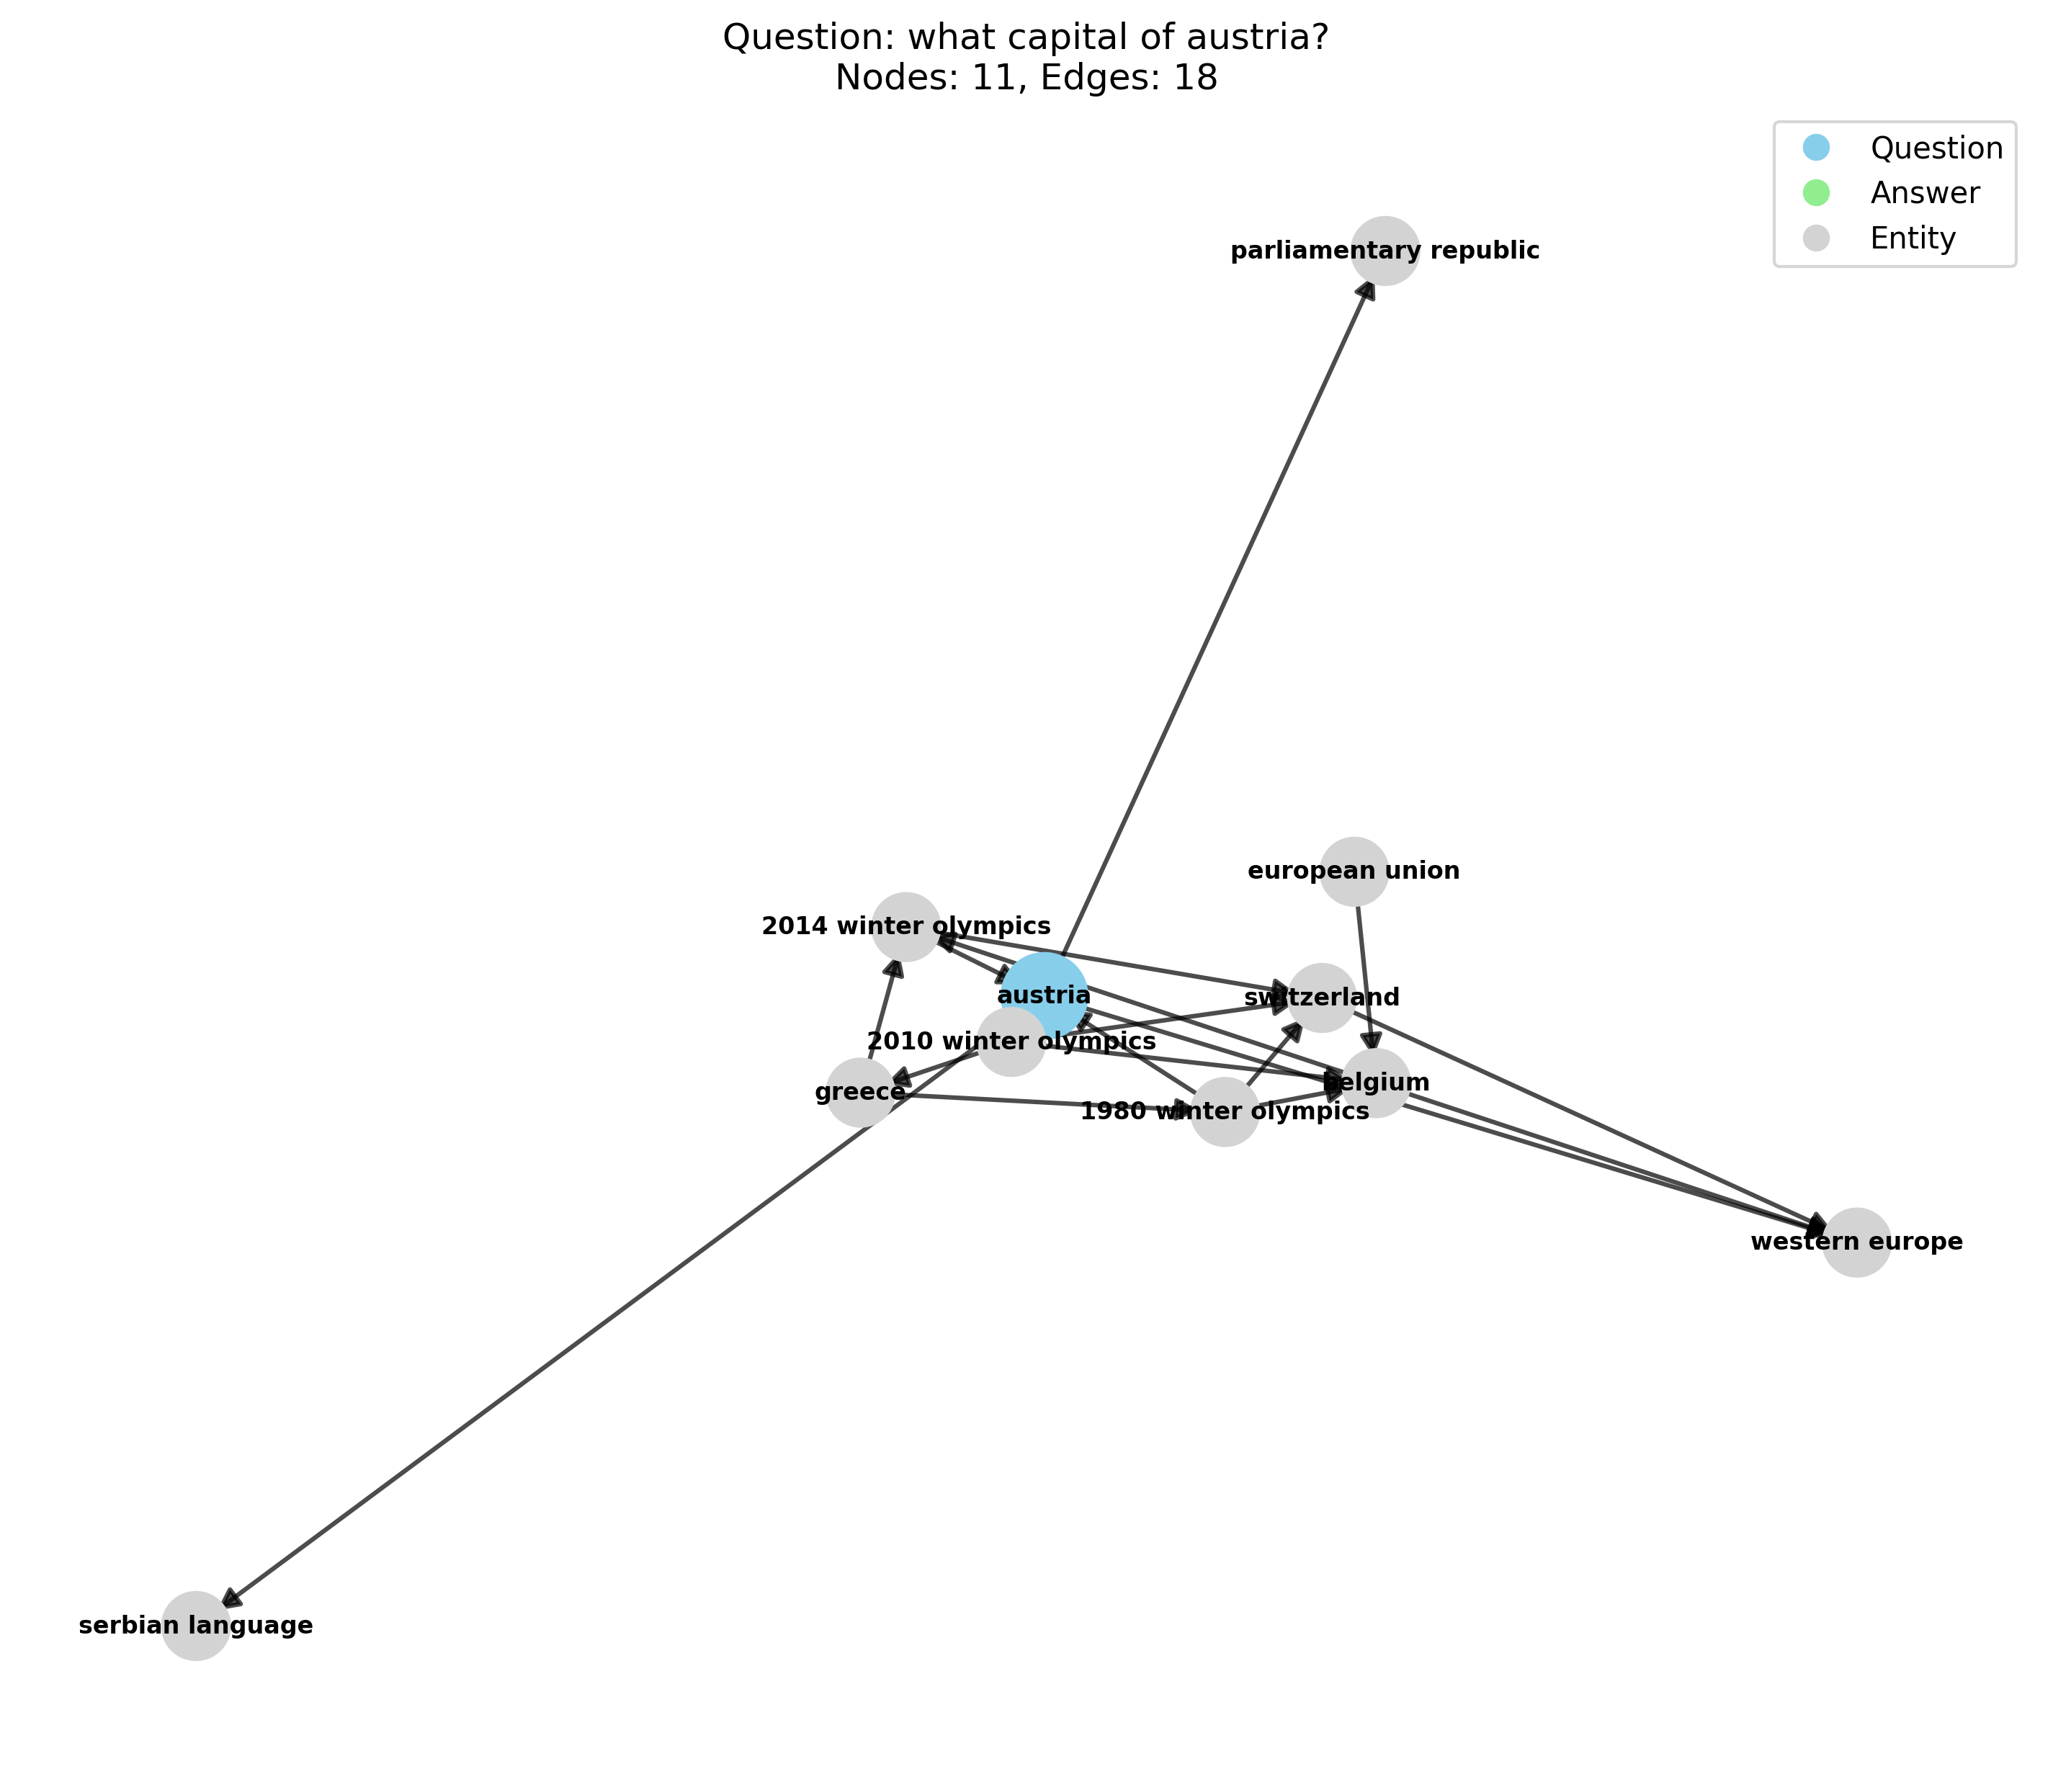 Question: what capital of austria?
Nodes: 11, Edges: 18
Question
Answer
Entity
parliamentary republic
european union
2014 winter olympics
austria
switzerland
2010 winter olympics
belgium
greece
1980 winter olympics
western europe
serbian language